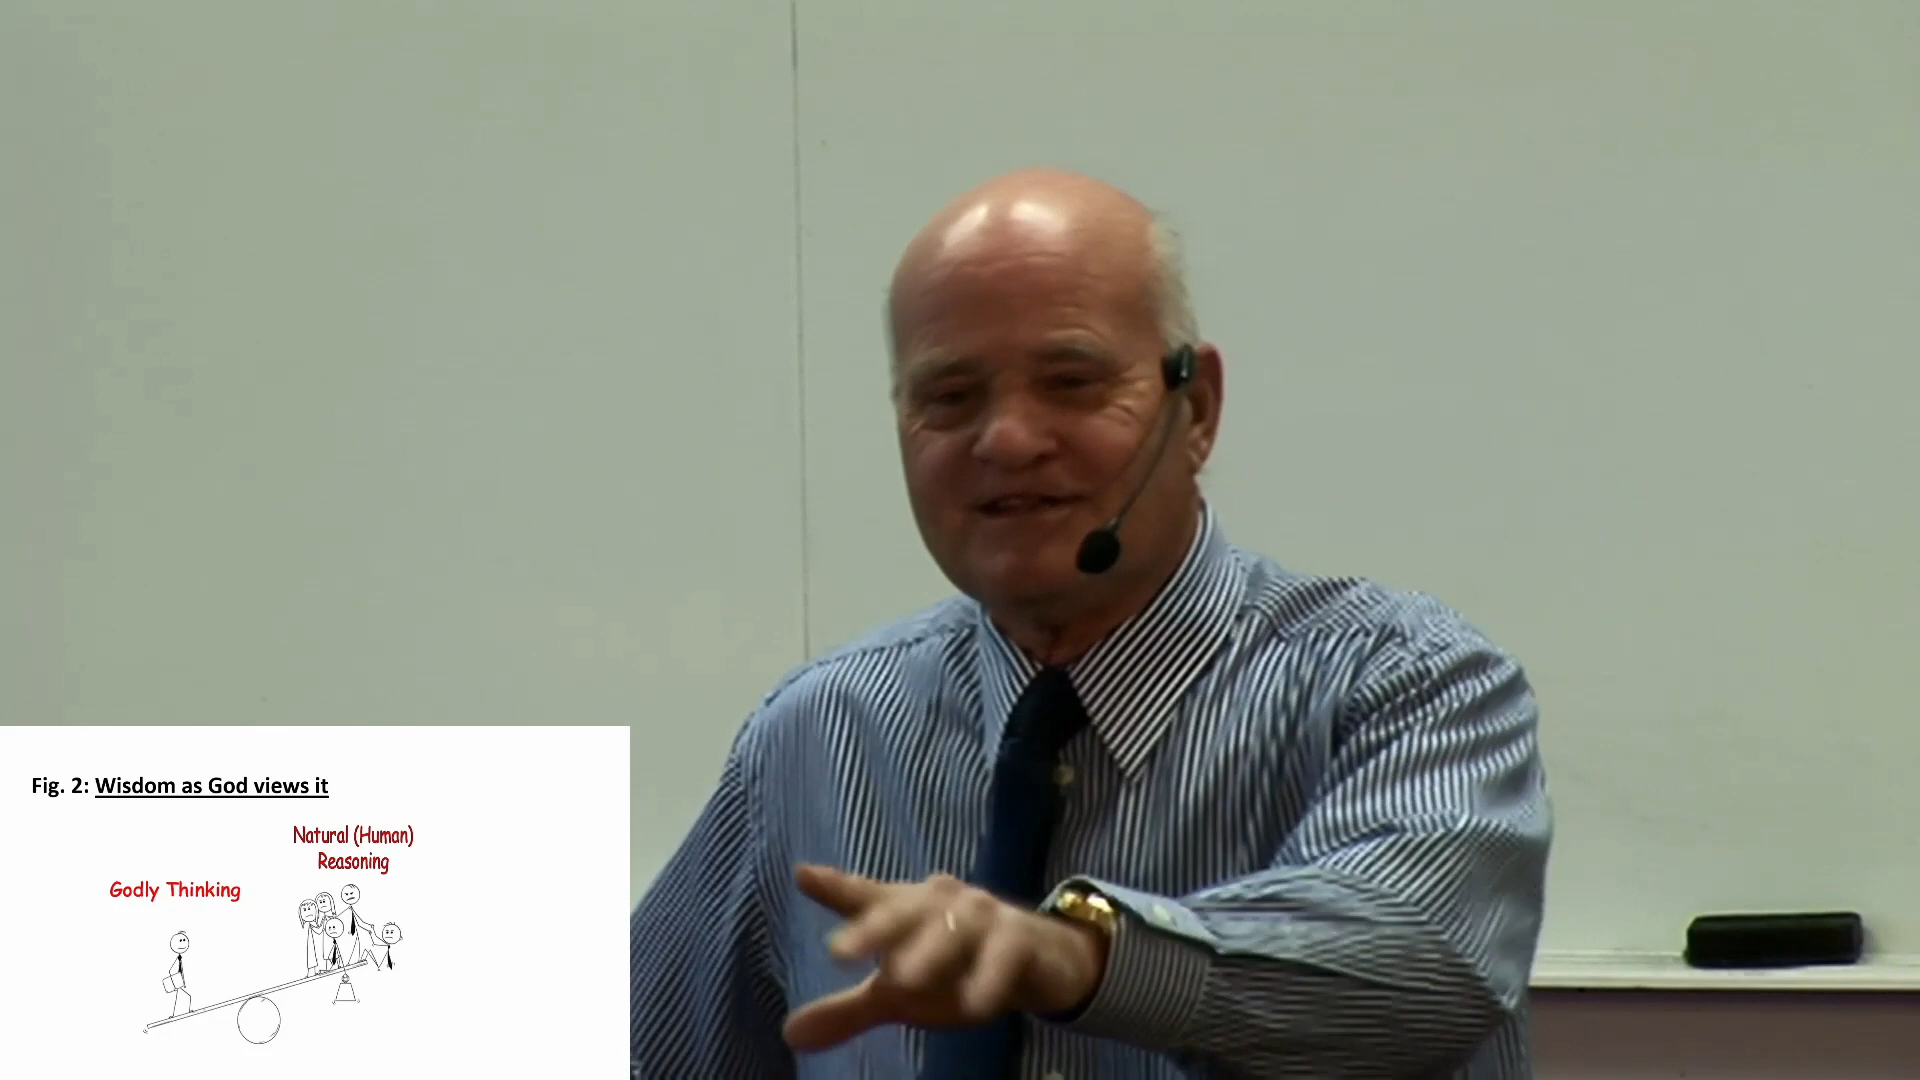 Fig. 2: Wisdom as God views it
Natural (Human)
Reasoning
Godly Thinking